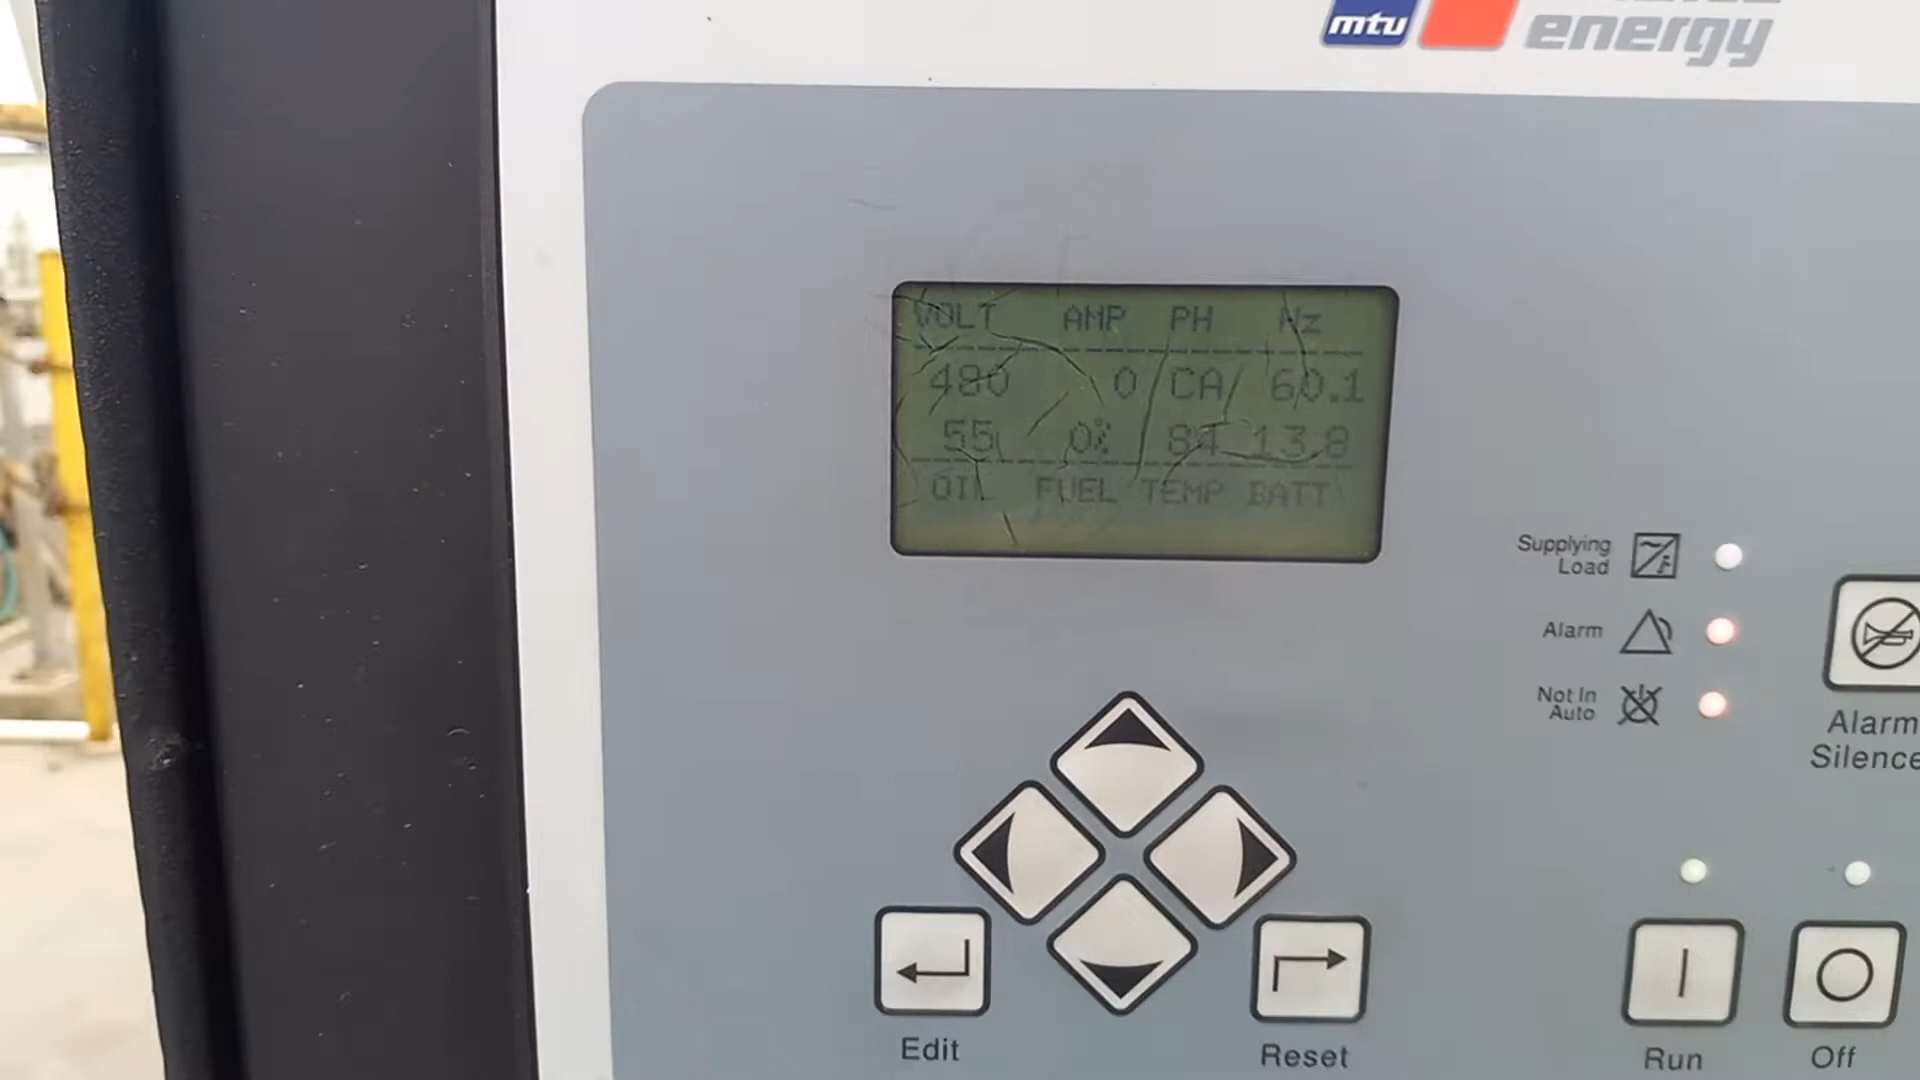 mtu
energy
VOLT AMP PH Hz
480 0 CA 60.1
55 0% 84 13.8
OIL FUEL TEMP BATT
Supplying
Load
Alarm
Not In
Auto
Alarm
Silence
Edit
Reset
Run
Off